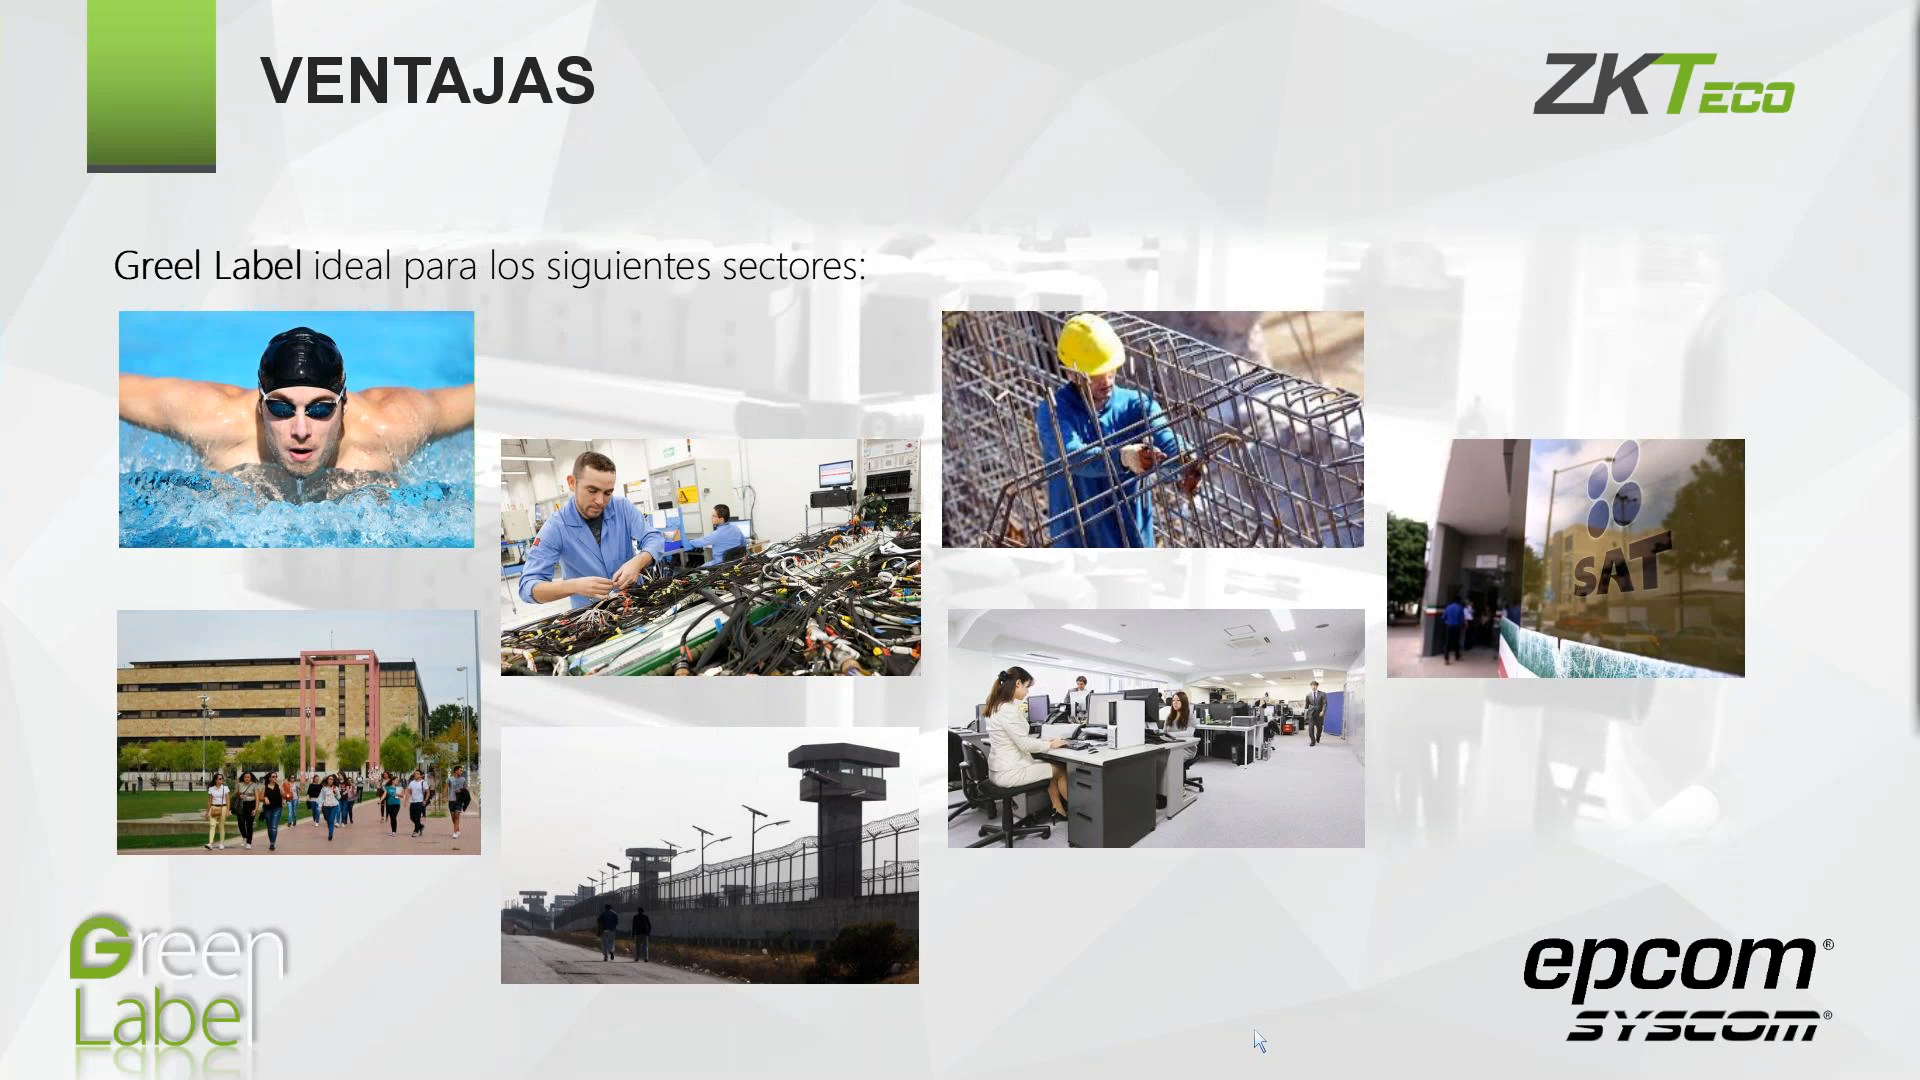 VENTAJAS
ZKTECO
Greel Label ideal para los siguientes sectores:
SAT
Green
Label
epcom®
SYSCOM®